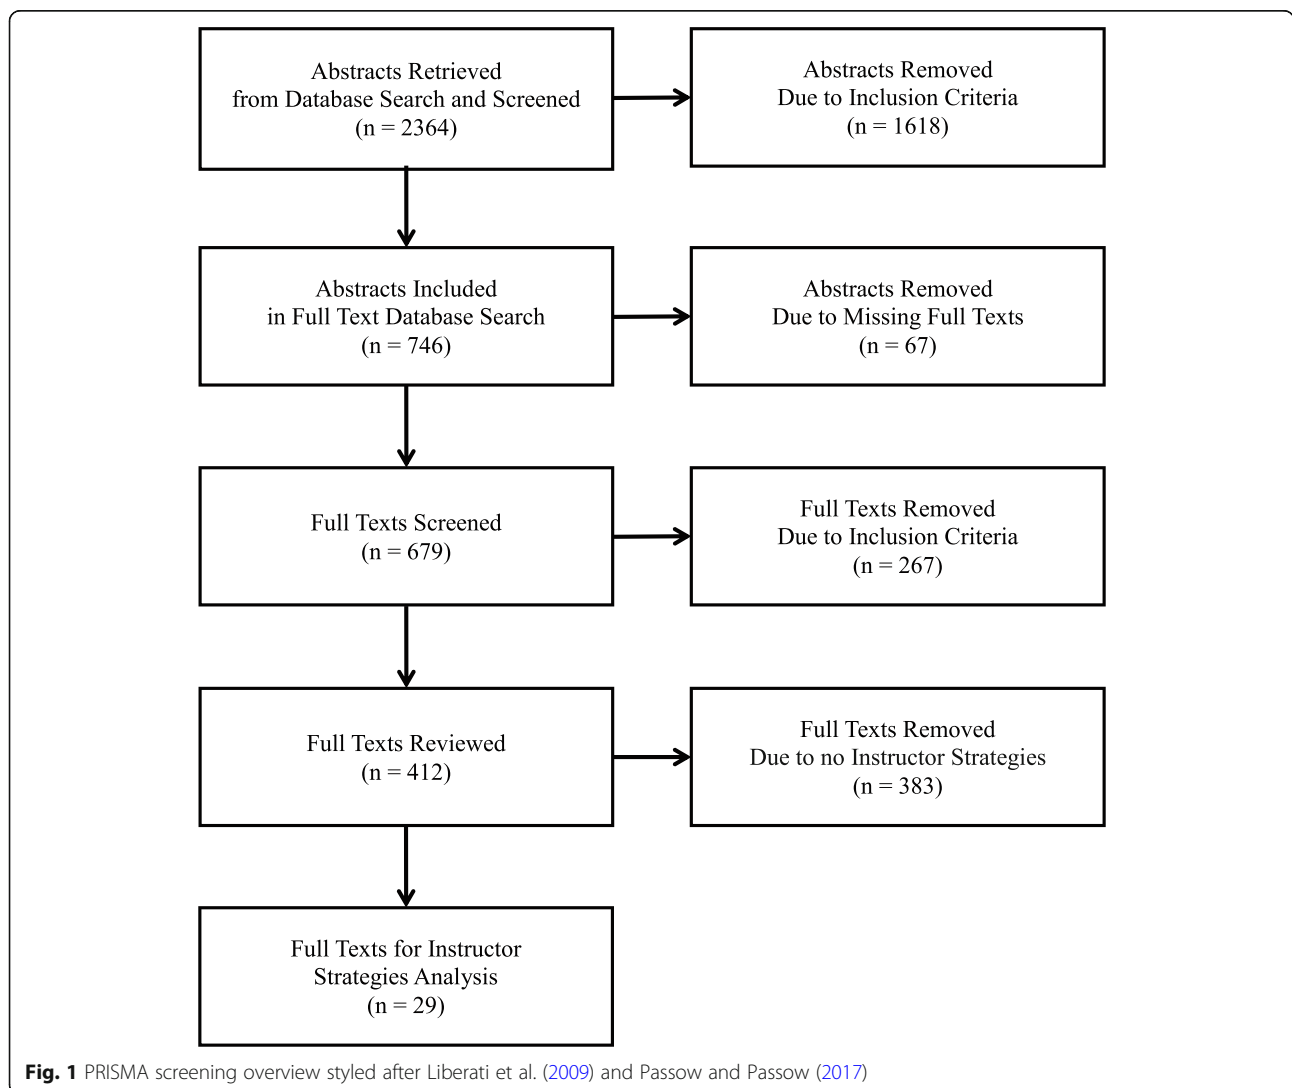 Abstracts Retrieved
from Database Search and Screened
(n = 2364)
Abstracts Removed
Due to Inclusion Criteria
(n = 1618)
Abstracts Included
in Full Text Database Search
(n = 746)
Abstracts Removed
Due to Missing Full Texts
(n = 67)
Full Texts Screened
(n = 679)
Full Texts Removed
Due to Inclusion Criteria
(n = 267)
Full Texts Reviewed
(n = 412)
Full Texts Removed
Due to no Instructor Strategies
(n = 383)
Full Texts for Instructor
Strategies Analysis
(n = 29)
Fig. 1 PRISMA screening overview styled after Liberati et al. (2009) and Passow and Passow (2017)